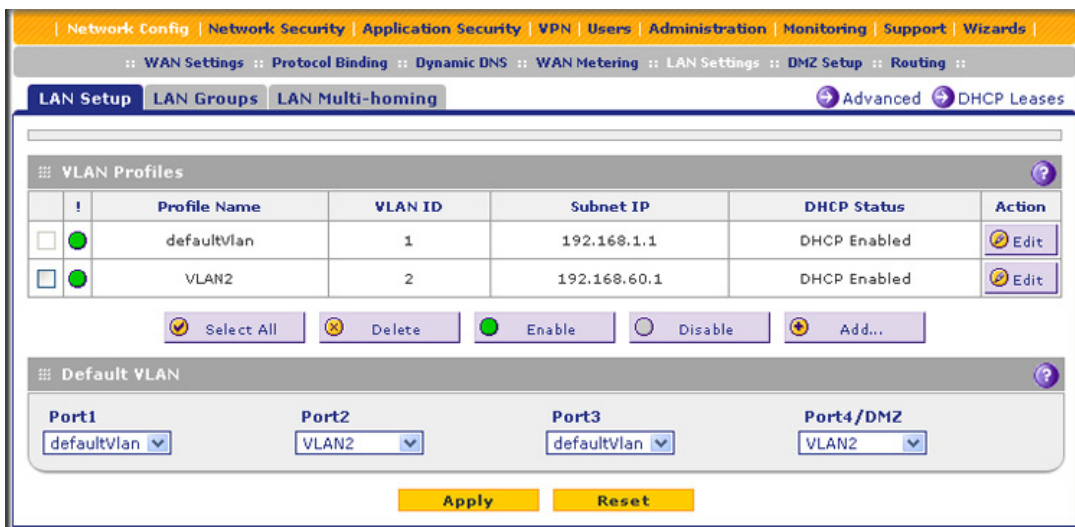 | Network Config | Network Security | Application Security | VPN | Users | Administration | Monitoring | Support | Wizards |
:: WAN Settings :: Protocol Binding :: Dynamic DNS :: WAN Metering :: LAN Settings :: DMZ Setup :: Routing ::
LAN Setup LAN Groups LAN Multi-homing Advanced DHCP Leases
VLAN Profiles ?
! Profile Name VLAN ID Subnet IP DHCP Status Action
defaultVlan 1 192.168.1.1 DHCP Enabled Edit
VLAN2 2 192.168.60.1 DHCP Enabled Edit
Select All Delete Enable Disable Add...
Default VLAN ?
Port1 Port2 Port3 Port4/DMZ
defaultVlan VLAN2 defaultVlan VLAN2
Apply Reset